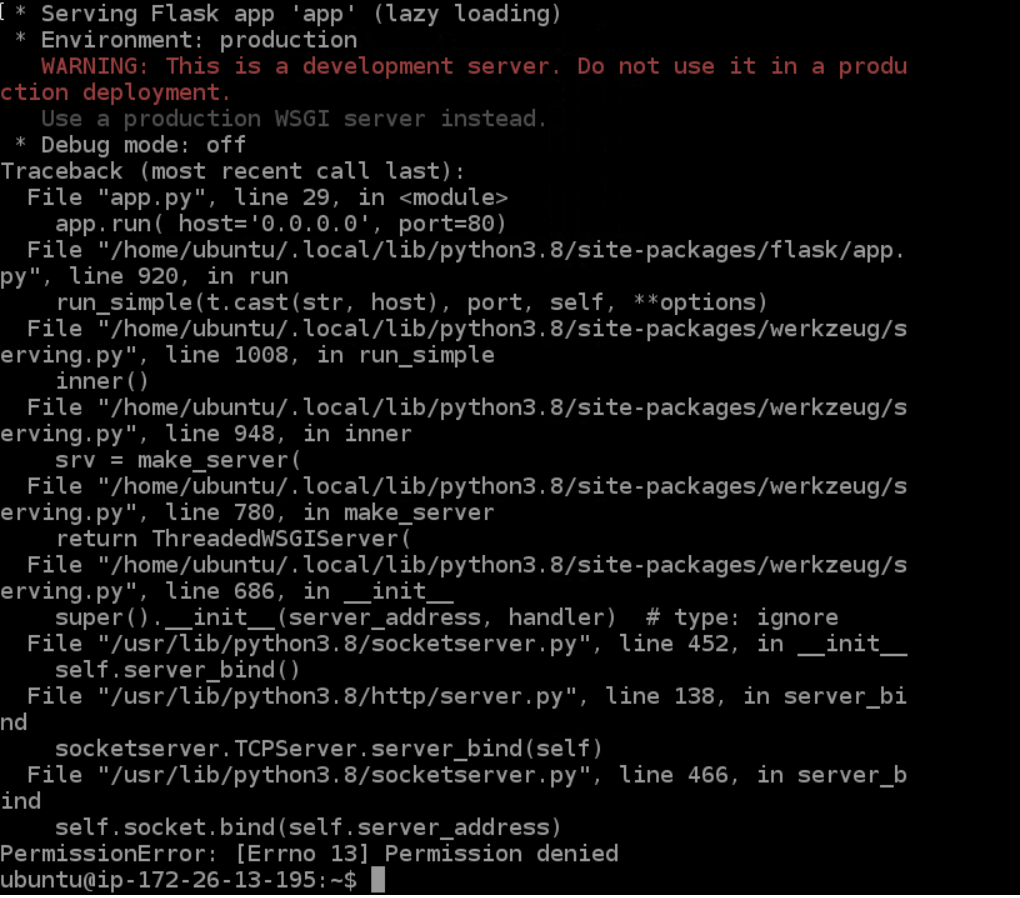 * Serving Flask app 'app' (lazy loading)
 * Environment: production
   WARNING: This is a development server. Do not use it in a produ
ction deployment.
   Use a production WSGI server instead.
 * Debug mode: off
Traceback (most recent call last):
  File "app.py", line 29, in <module>
    app.run( host='0.0.0.0', port=80)
  File "/home/ubuntu/.local/lib/python3.8/site-packages/flask/app.
py", line 920, in run
    run_simple(t.cast(str, host), port, self, **options)
  File "/home/ubuntu/.local/lib/python3.8/site-packages/werkzeug/s
erving.py", line 1008, in run_simple
    inner()
  File "/home/ubuntu/.local/lib/python3.8/site-packages/werkzeug/s
erving.py", line 948, in inner
    srv = make_server(
  File "/home/ubuntu/.local/lib/python3.8/site-packages/werkzeug/s
erving.py", line 780, in make_server
    return ThreadedWSGIServer(
  File "/home/ubuntu/.local/lib/python3.8/site-packages/werkzeug/s
erving.py", line 686, in __init__
    super().__init__(server_address, handler)  # type: ignore
  File "/usr/lib/python3.8/socketserver.py", line 452, in __init__
    self.server_bind()
  File "/usr/lib/python3.8/http/server.py", line 138, in server_bi
nd
    socketserver.TCPServer.server_bind(self)
  File "/usr/lib/python3.8/socketserver.py", line 466, in server_b
ind
    self.socket.bind(self.server_address)
PermissionError: [Errno 13] Permission denied
ubuntu@ip-172-26-13-195:~$